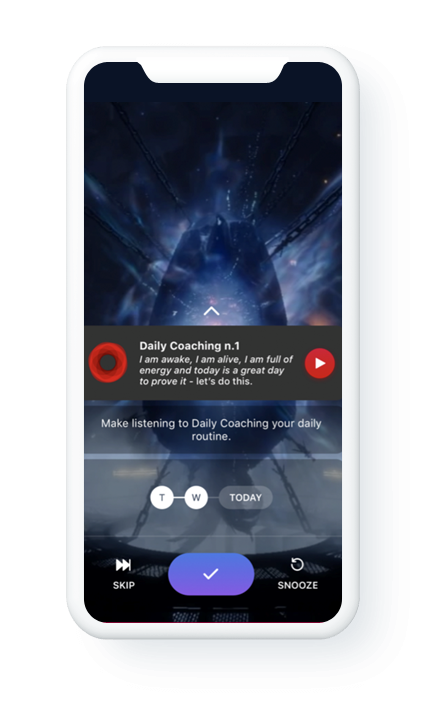 Daily Coaching n.1
I am awake, I am alive, I am full of
energy and today is a great day
to prove it - let's do this.
Make listening to Daily Coaching your daily
routine.
T W TODAY
SKIP SNOOZE